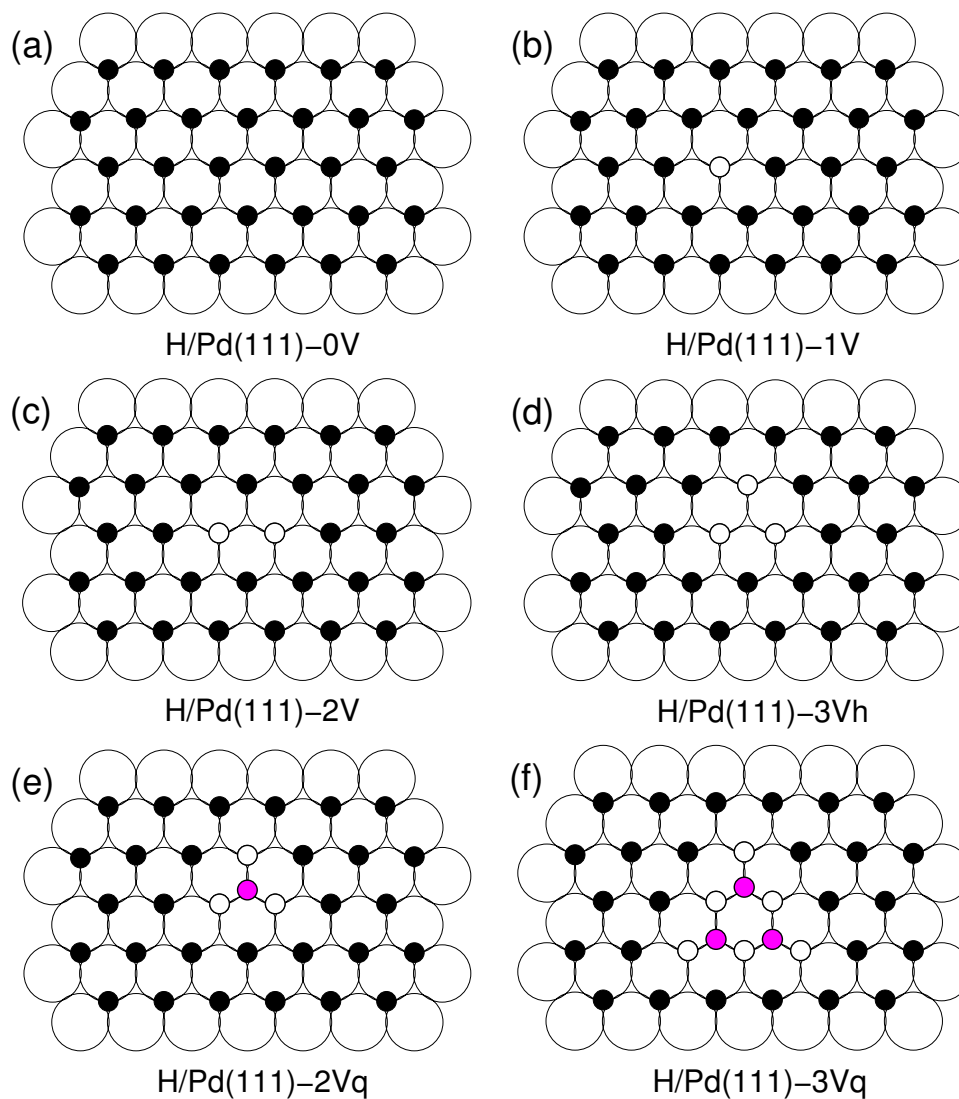 (a)
(b)
H/Pd(111)−0V
H/Pd(111)−1V
(c)
(d)
H/Pd(111)−2V
H/Pd(111)−3Vh
(e)
(f)
H/Pd(111)−2Vq
H/Pd(111)−3Vq